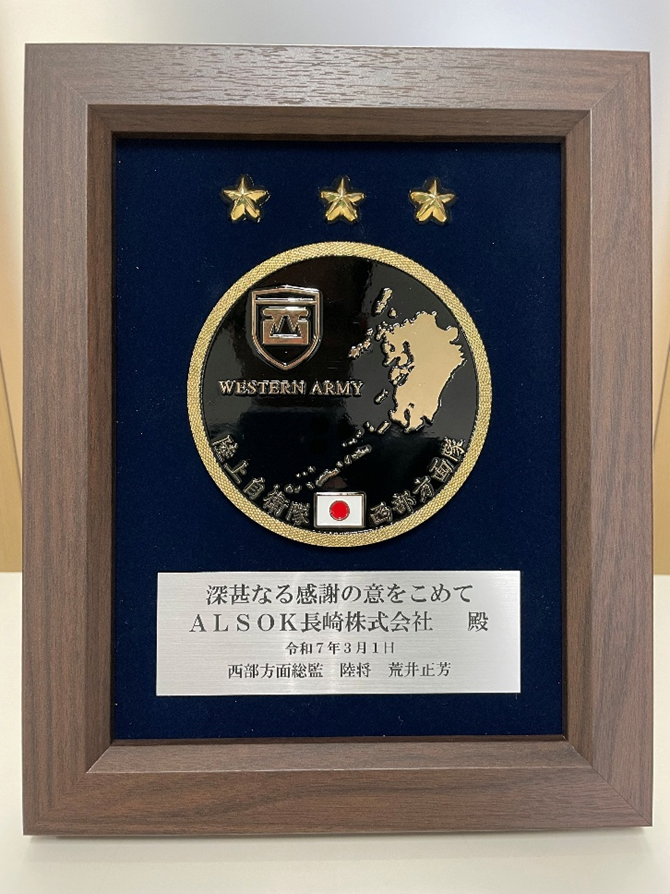 WESTERN ARMY
陸上自衛隊 西部方面隊
深甚なる感謝の意をこめて
ALSOK長崎株式会社 殿
令和7年3月1日
西部方面総監 陸将 荒井正芳